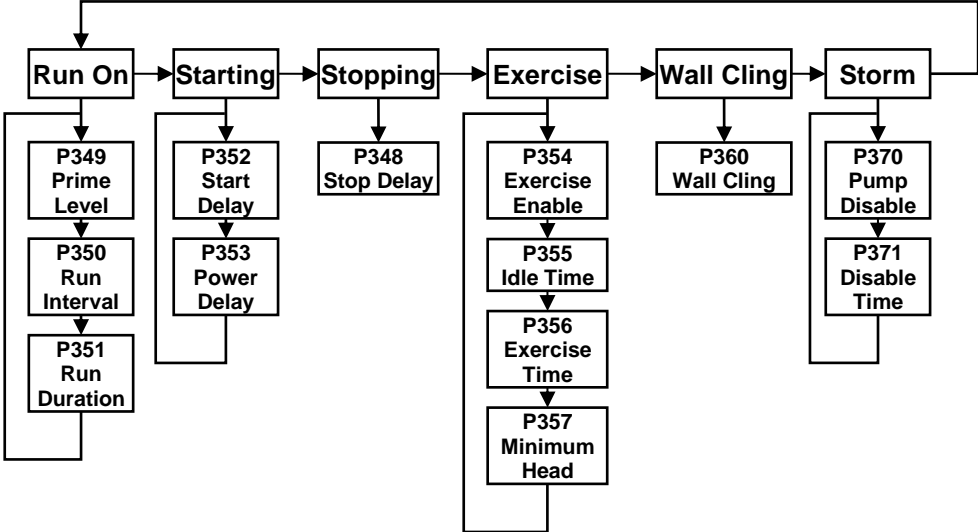 Run On
Starting
Stopping
Exercise
Wall Cling
Storm
P349
Prime
Level
P350
Run
Interval
P351
Run
Duration
P352
Start
Delay
P353
Power
Delay
P348
Stop Delay
P354
Exercise
Enable
P355
Idle Time
P356
Exercise
Time
P357
Minimum
Head
P360
Wall Cling
P370
Pump
Disable
P371
Disable
Time